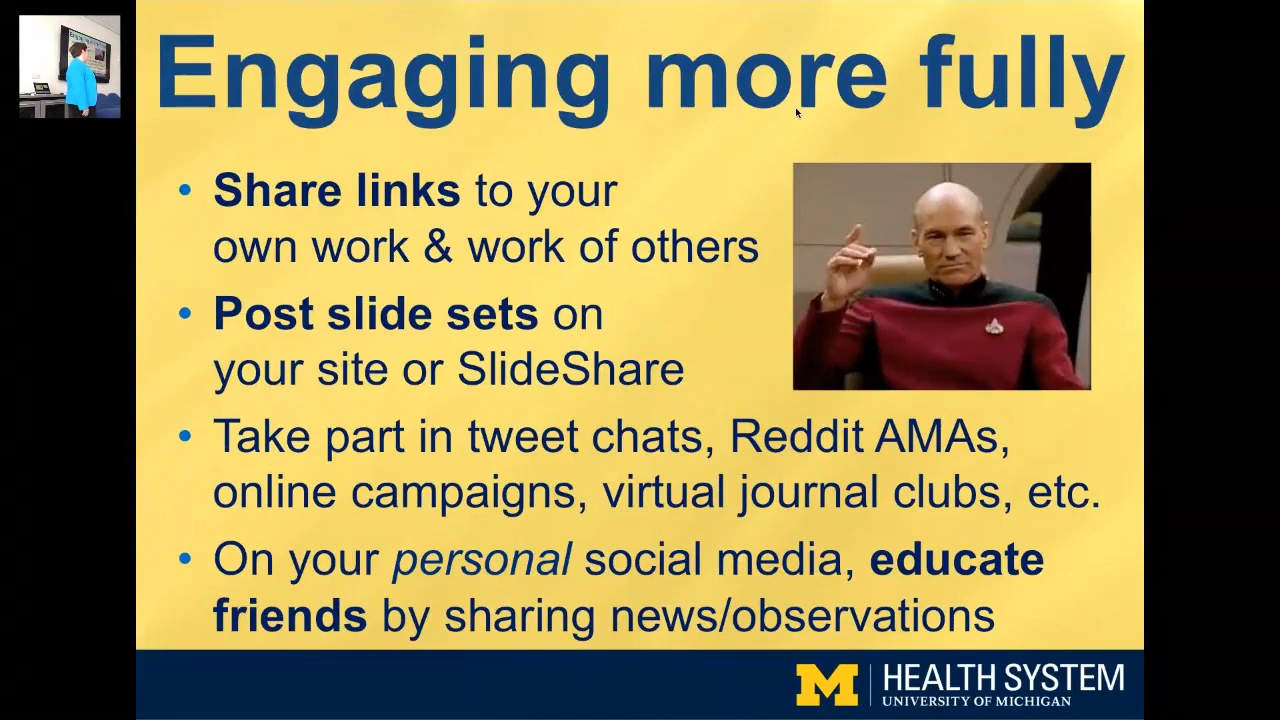 Engaging more fully
• Share links to your
own work & work of others
• Post slide sets on
your site or SlideShare
• Take part in tweet chats, Reddit AMAs,
online campaigns, virtual journal clubs, etc.
• On your personal social media, educate
friends by sharing news/observations
M HEALTH SYSTEM
UNIVERSITY OF MICHIGAN